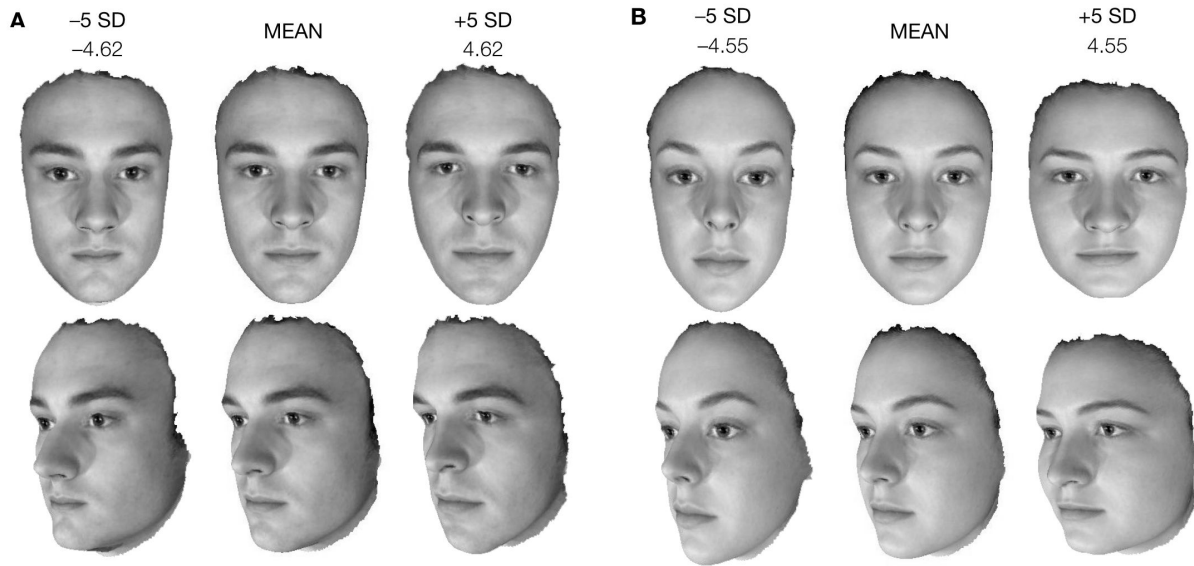 A
–5 SD
–4.62
MEAN
+5 SD
4.62
B
–5 SD
–4.55
MEAN
+5 SD
4.55